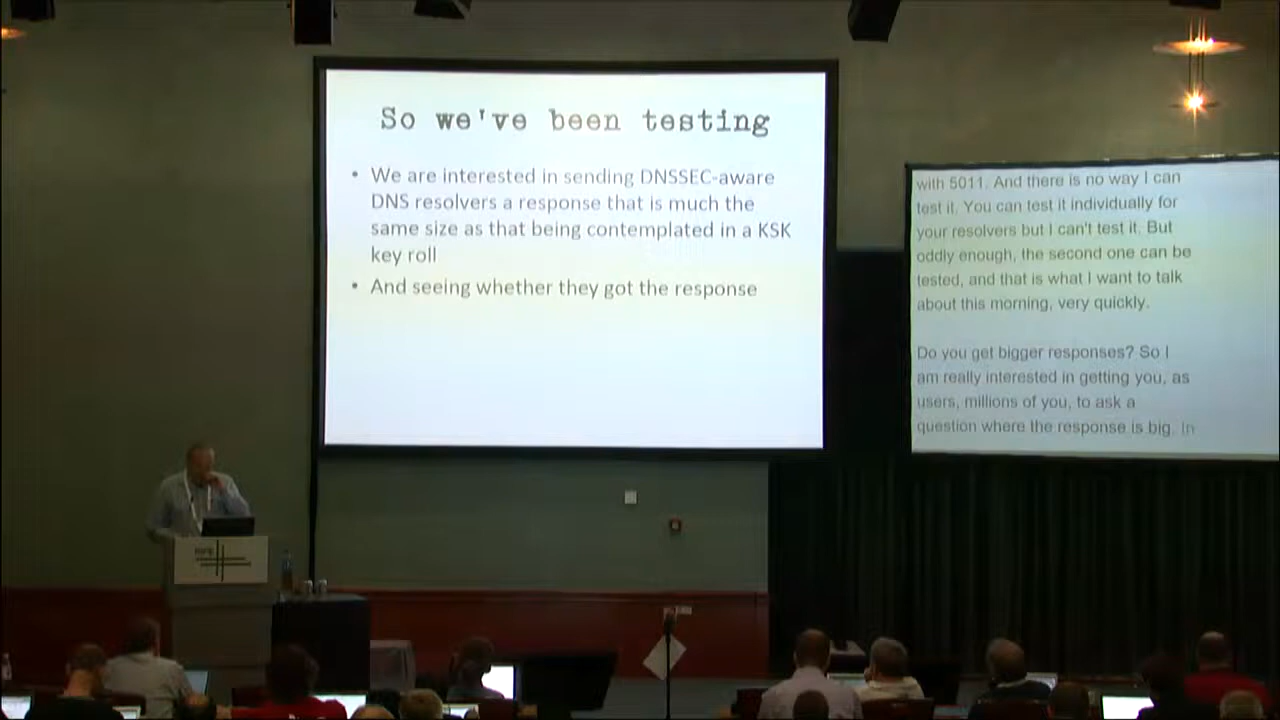 So we've been testing
• We are interested in sending DNSSEC-aware
DNS resolvers a response that is much the
same size as that being contemplated in a KSK
key roll
• And seeing whether they got the response
with 5011. And there is no way I can
test it. You can test it individually for
your resolvers but I can't test it. But
oddly enough, the second one can be
tested, and that is what I want to talk
about this morning, very quickly.
Do you get bigger responses? So I
am really interested in getting you, as
users, millions of you, to ask a
question where the response is big. In